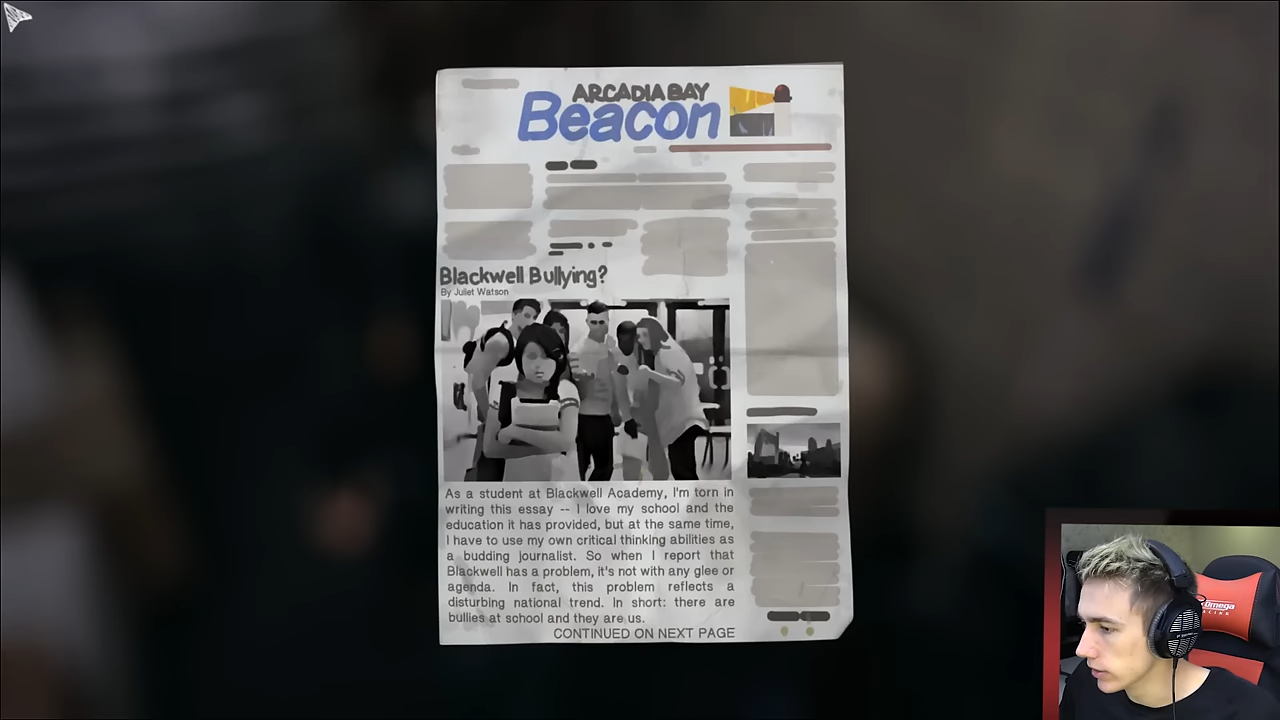 ARCADIA BAY
Beacon
Blackwell Bullying?
By Juliet Watson
As a student at Blackwell Academy, I'm torn in
writing this essay -- I love my school and the
education it has provided, but at the same time,
I have to use my own critical thinking abilities as
a budding journalist. So when I report that
Blackwell has a problem, it's not with any glee or
agenda. In fact, this problem reflects a
disturbing national trend. In short: there are
bullies at school and they are us.
CONTINUED ON NEXT PAGE
Omega